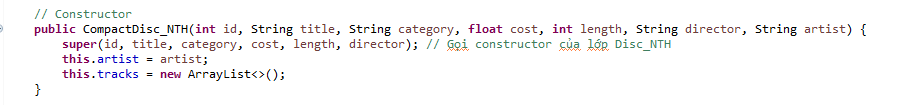 // Constructor
public CompactDisc_NTH(int id, String title, String category, float cost, int length, String director, String artist) {
super(id, title, category, cost, length, director); // Gọi constructor của lớp Disc_NTH
this.artist = artist;
this.tracks = new ArrayList<>();
}